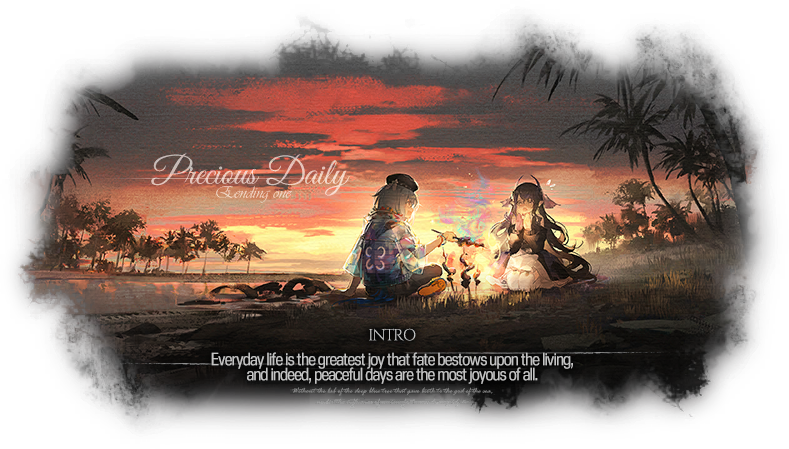 Precious Daily
Eending one
INTRO
Everyday life is the greatest joy that fate bestows upon the living,
and indeed, peaceful days are the most joyous of all.
Without the of the deep blue tree that gave birth to the god of the sea,